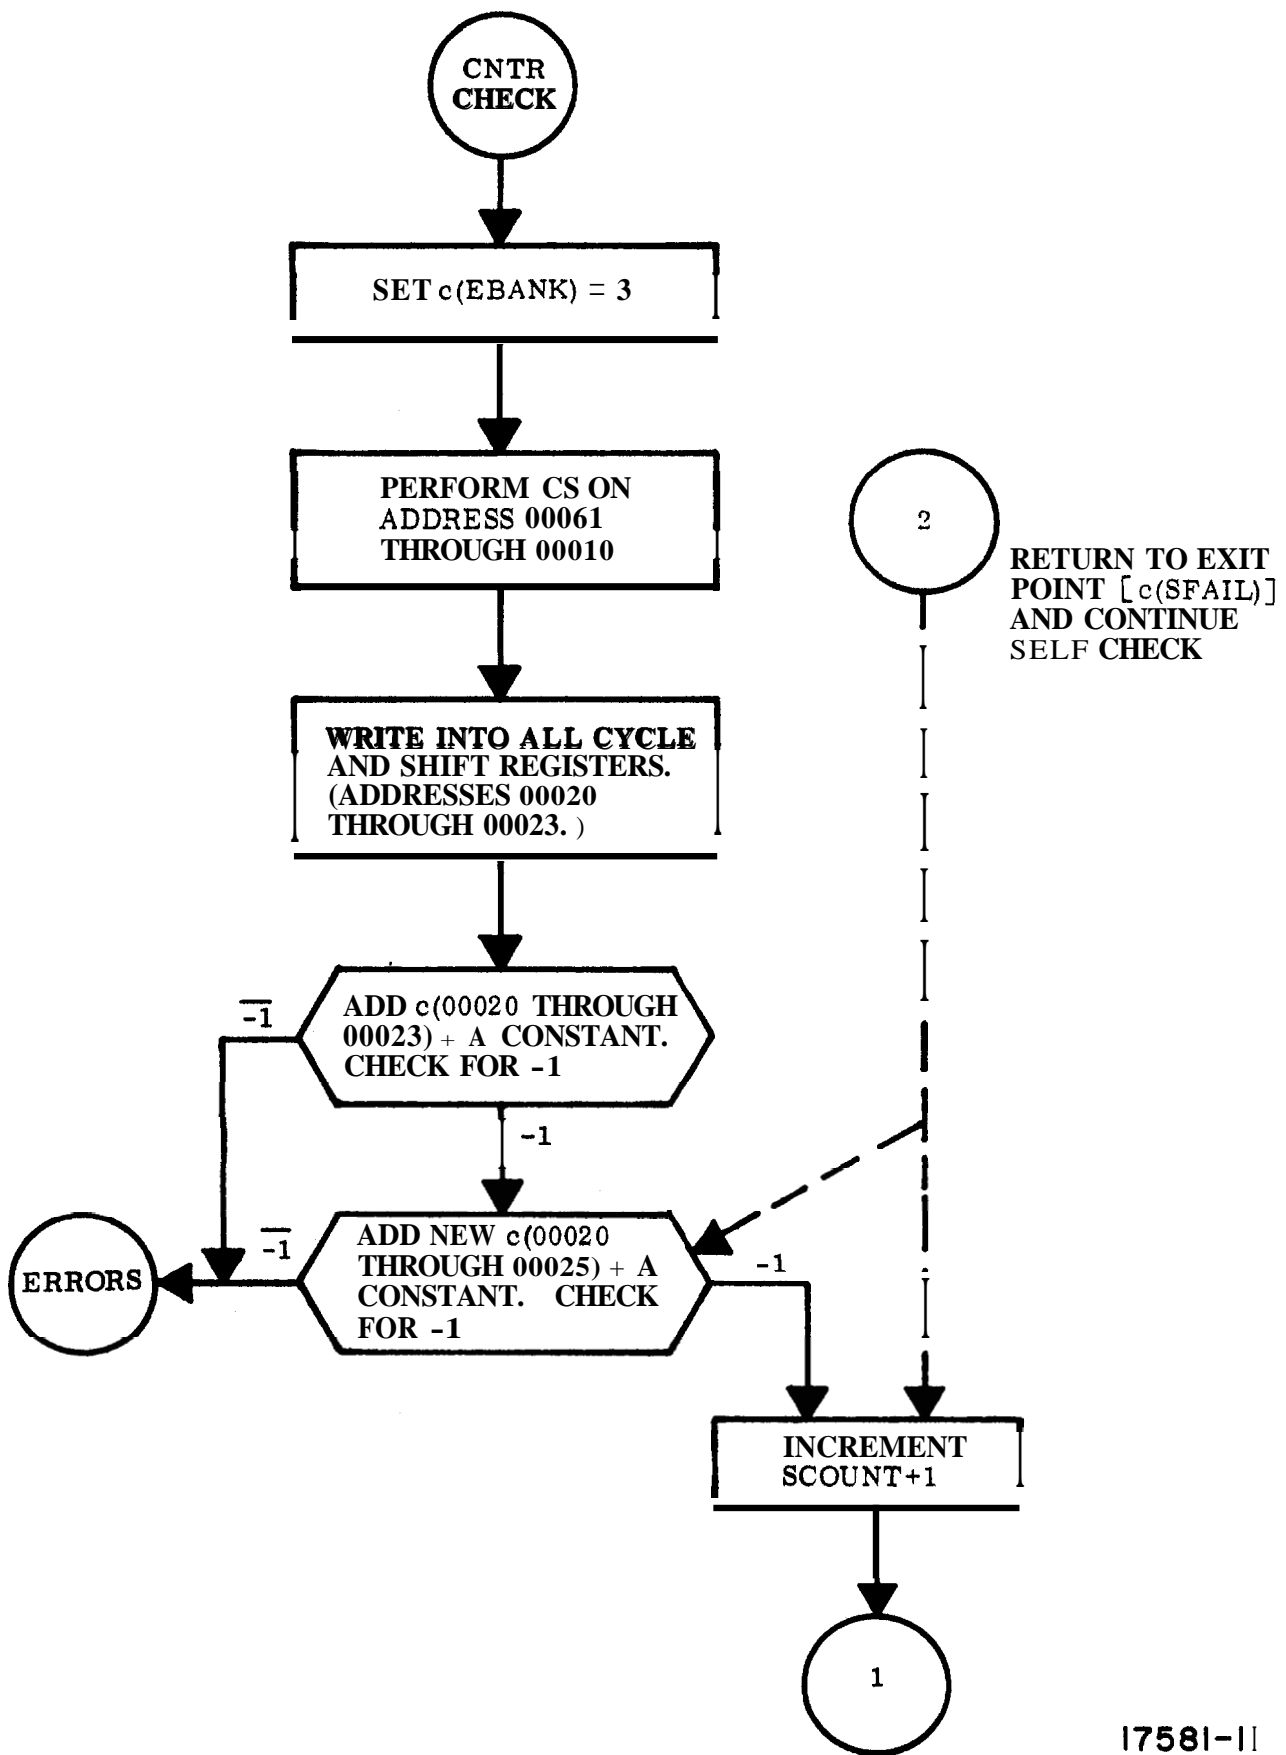 CNTR
CHECK
SET c(EBANK) = 3
PERFORM CS ON
ADDRESS 00061
THROUGH 00010
2
RETURN TO EXIT
POINT [c(SFAIL)]
AND CONTINUE
SELF CHECK
WRITE INTO ALL CYCLE
AND SHIFT REGISTERS.
(ADDRESSES 00020
THROUGH 00023. )
-1
ADD c(00020 THROUGH
00023) + A CONSTANT.
CHECK FOR -1
-1
ERRORS
-1
ADD NEW c(00020
THROUGH 00025) + A
CONSTANT. CHECK
FOR -1
-1
INCREMENT
SCOUNT+1
1
17581-11